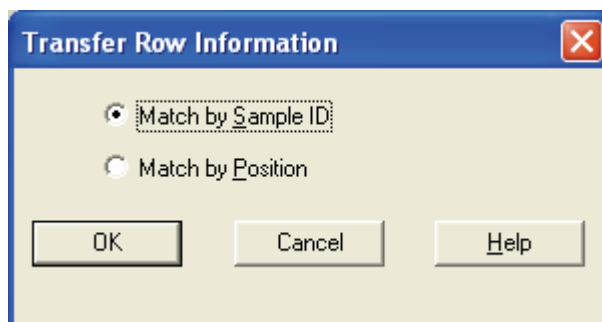 Transfer Row Information
Match by Sample ID
Match by Position
OK Cancel Help